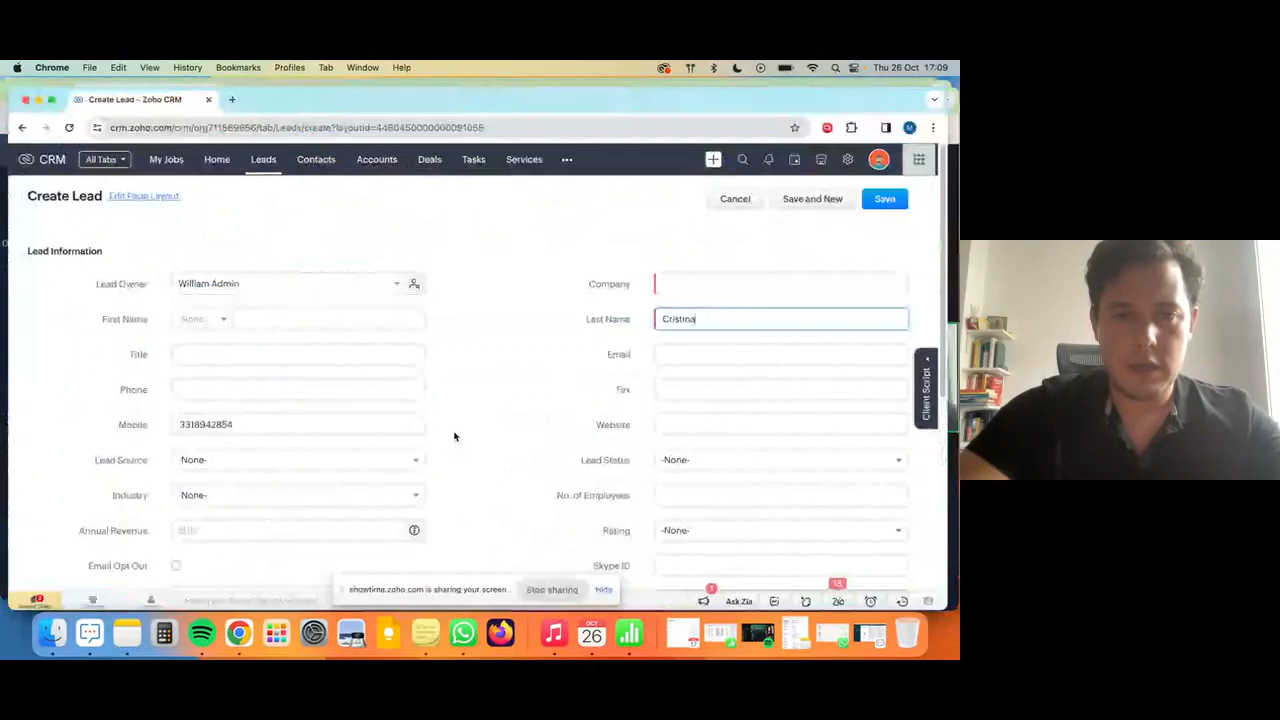 Chrome File Edit View History Bookmarks Profiles Tab Window Help Thu 26 Oct 17:09
Create Lead - Zoho CRM
CRM All Tabs My Jobs Home Leads Contacts Accounts Deals Tasks Services
Create Lead Edit Page Layout Cancel Save and New Save
Lead Information
Lead Owner William Admin Company
First Name None Last Name Cristina
Title Email
Phone Fax
Mobile 3318942854 Website
Lead Source None- Lead Status -None-
Industry None- No. of Employees
Annual Revenue Rating -None-
Email Opt Out Skype ID
Client Script
showtime.zoho.com is sharing your screen. Stop sharing Hide
1
Ask Zia
OCT
26
17